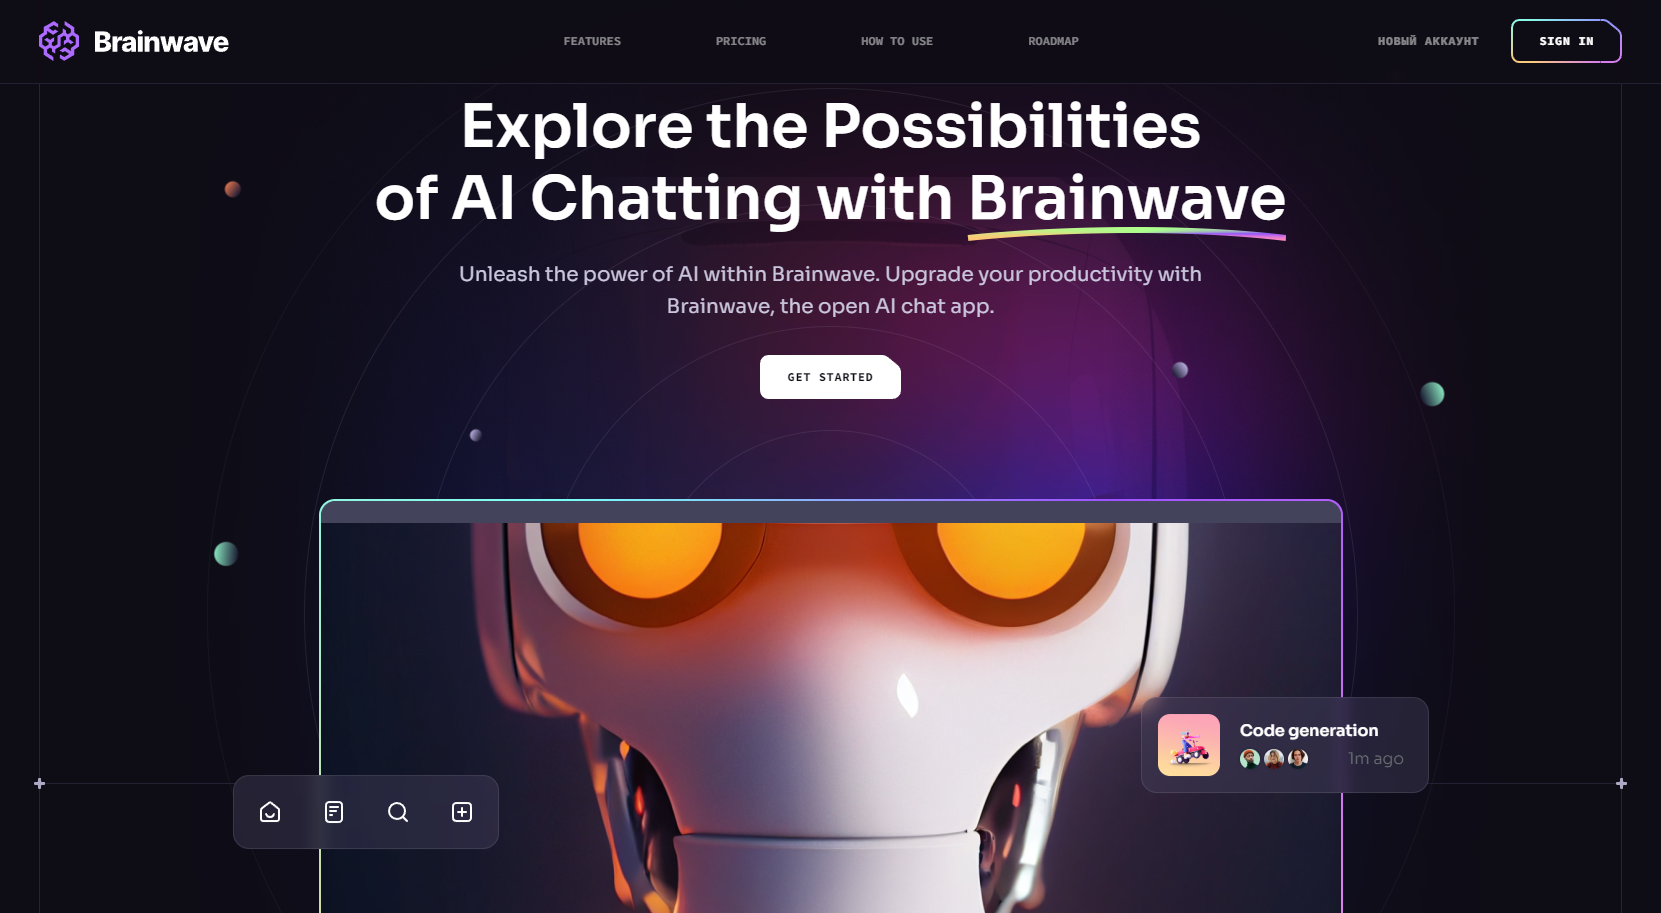 Brainwave
FEATURES
PRICING
HOW TO USE
ROADMAP
НОВЫЙ АККАУНТ
SIGN IN
Explore the Possibilities
of AI Chatting with Brainwave
Unleash the power of AI within Brainwave. Upgrade your productivity with
Brainwave, the open AI chat app.
GET STARTED
Code generation
1m ago